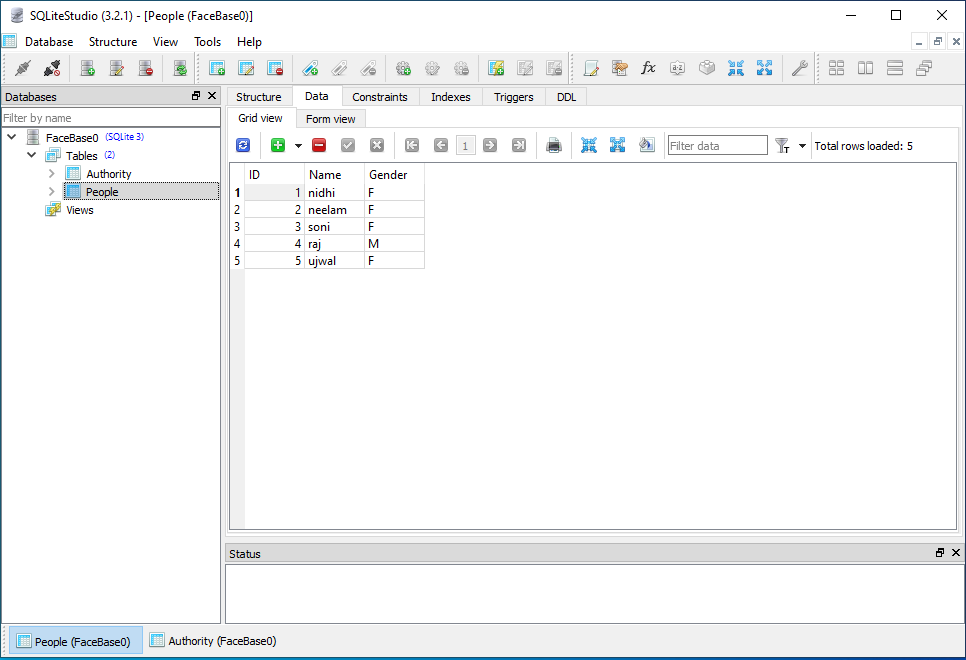 SQLiteStudio (3.2.1) - [People (FaceBase0)]
Database Structure View Tools Help
Databases
Filter by name
FaceBase0 (SQLite 3)
Tables (2)
Authority
People
Views
Structure Data Constraints Indexes Triggers DDL
Grid view Form view
1
Filter data
Total rows loaded: 5
ID Name Gender
1 1 nidhi F
2 2 neelam F
3 3 soni F
4 4 raj M
5 5 ujwal F
Status
People (FaceBase0) Authority (FaceBase0)